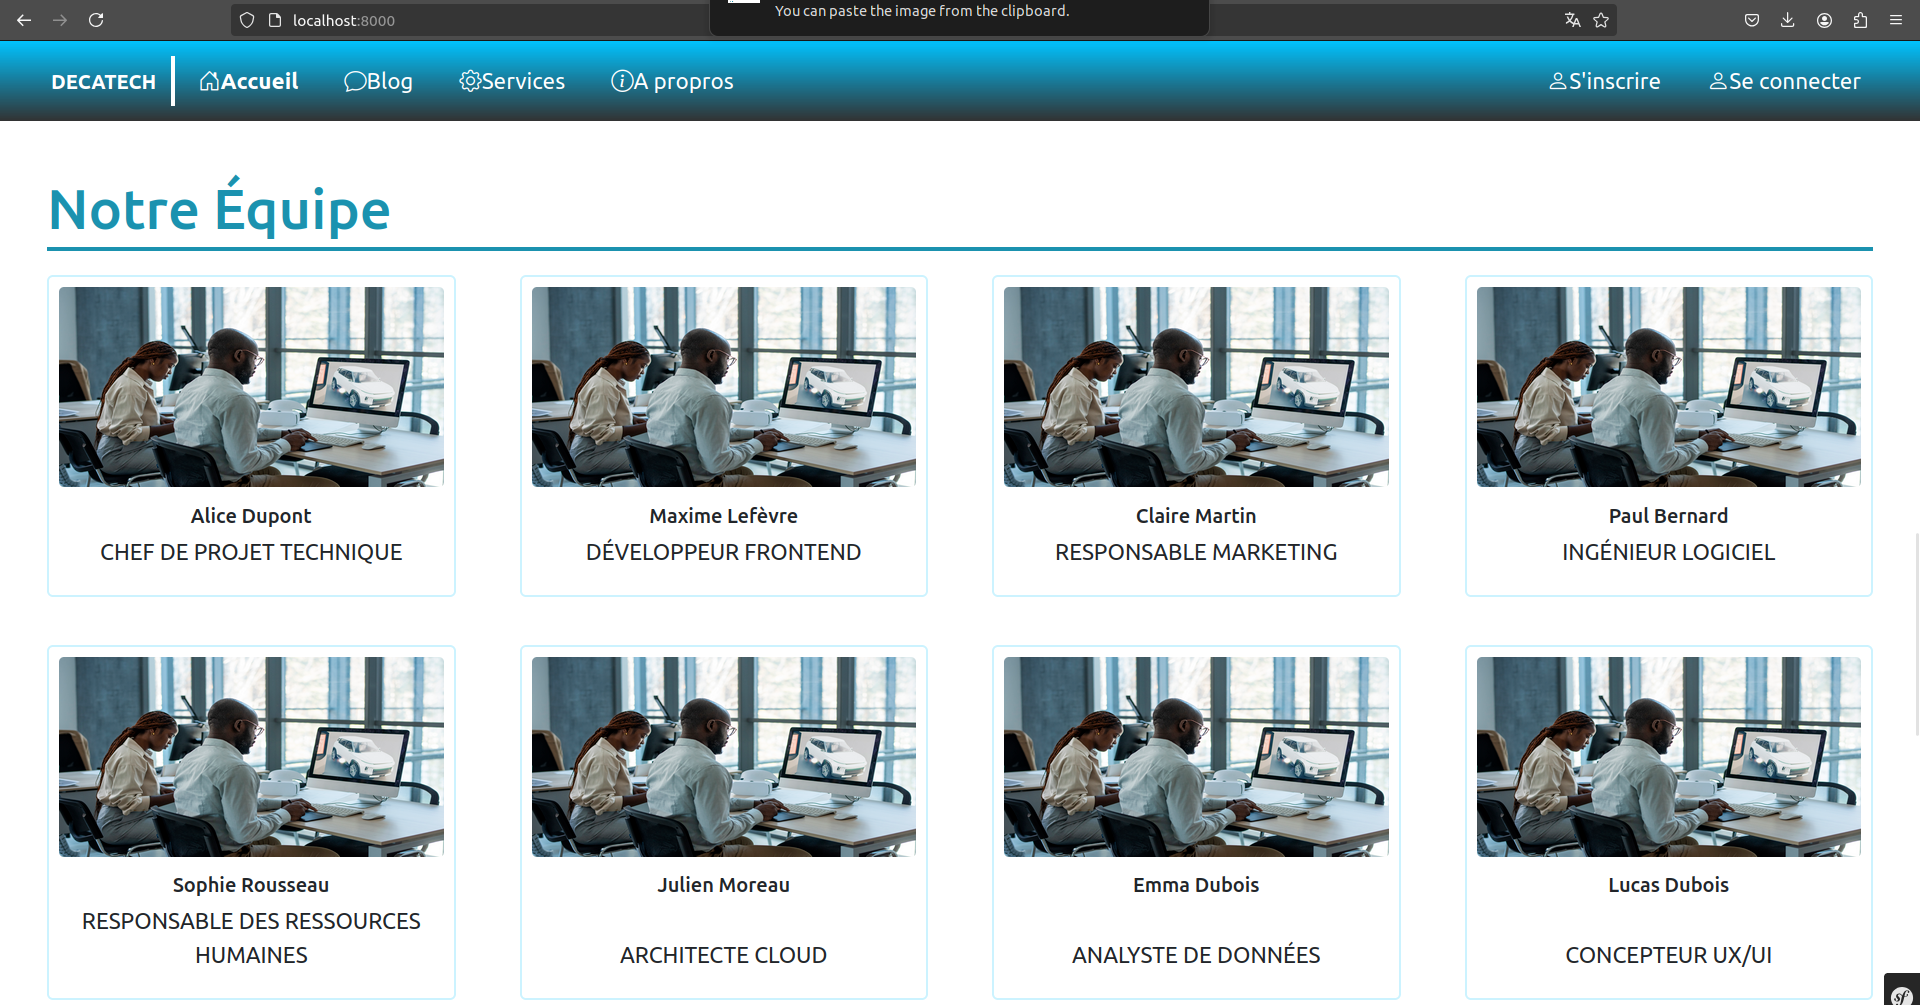 localhost:8000
You can paste the image from the clipboard.
DECATECH Accueil Blog Services A propros S'inscrire Se connecter
Notre Équipe
Alice Dupont
CHEF DE PROJET TECHNIQUE
Maxime Lefèvre
DÉVELOPPEUR FRONTEND
Claire Martin
RESPONSABLE MARKETING
Paul Bernard
INGÉNIEUR LOGICIEL
Sophie Rousseau
RESPONSABLE DES RESSOURCES
HUMAINES
Julien Moreau
ARCHITECTE CLOUD
Emma Dubois
ANALYSTE DE DONNÉES
Lucas Dubois
CONCEPTEUR UX/UI
sf